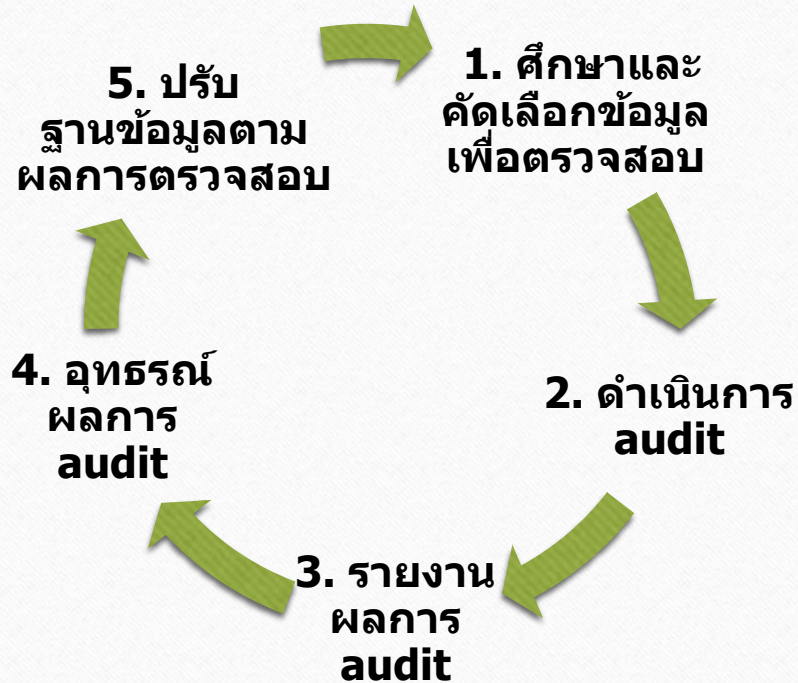 1. ศึกษาและ
คัดเลือกข้อมูล
เพื่อตรวจสอบ
2. ดำเนินการ
audit
3. รายงาน
ผลการ
audit
4. อุทธรณ์
ผลการ
audit
5. ปรับ
ฐานข้อมูลตาม
ผลการตรวจสอบ